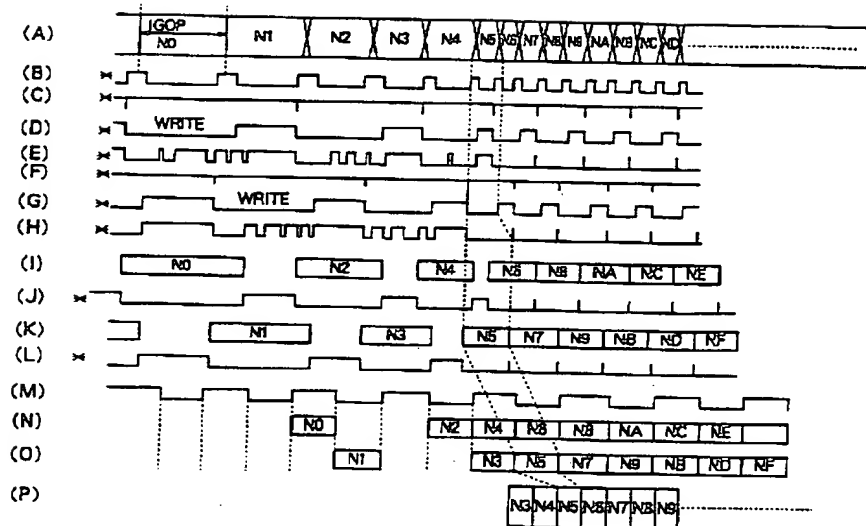 (A) 1GOP N0 N1 N2 N3 N4 N5 N6 N7 N8 N9 NA NB NC ND
(B)
(C)
(D) WRITE
(E)
(F)
(G) WRITE
(H)
(I) N0 N2 N4 N6 N8 NA NC NE
(J)
(K) N1 N3 N5 N7 N9 NB ND NF
(L)
(M)
(N) N0 N2 N4 N6 N8 NA NC NE
(O) N1 N3 N5 N7 N9 NB ND NF
(P) N3 N4 N5 N6 N7 N8 N9